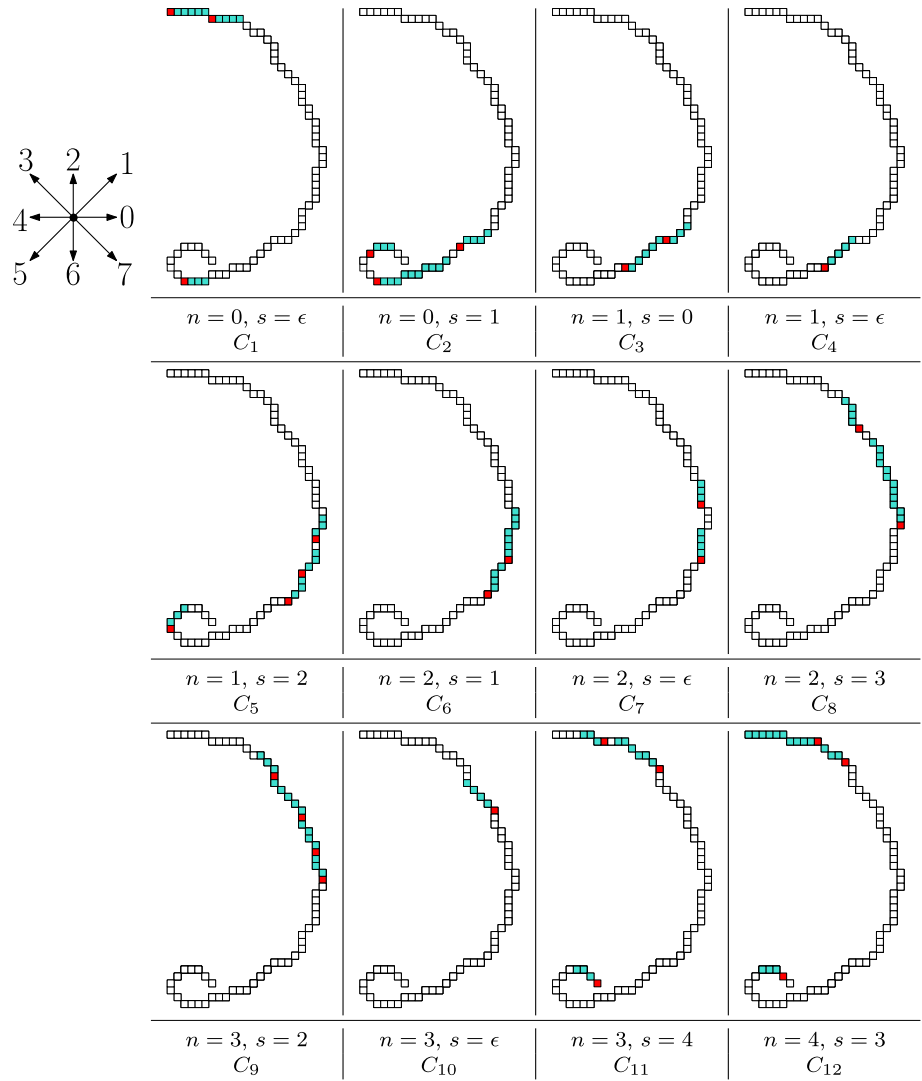 3 2 1
4 0
5 6 7
n = 0, s = ϵ
n = 0, s = 1
n = 1, s = 0
n = 1, s = ϵ
C₁
C₂
C₃
C₄
n = 1, s = 2
n = 2, s = 1
n = 2, s = ϵ
n = 2, s = 3
C₅
C₆
C₇
C₈
n = 3, s = 2
n = 3, s = ϵ
n = 3, s = 4
n = 4, s = 3
C₉
C₁₀
C₁₁
C₁₂